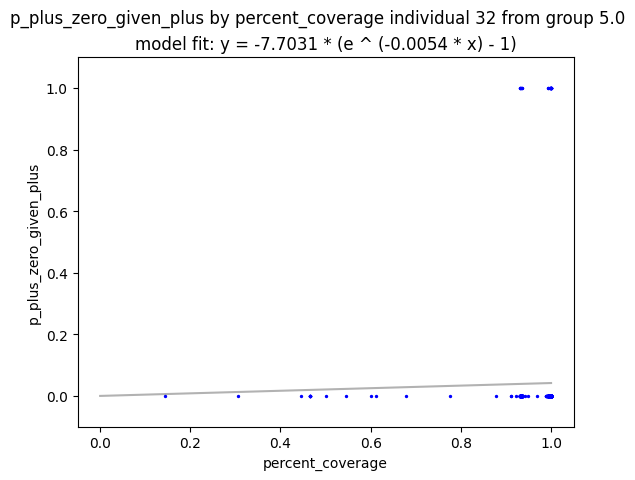 p_plus_zero_given_plus by percent_coverage individual 32 from group 5.0
model fit: y = -7.7031 * (e ^ (-0.0054 * x) - 1)
1.0
0.8
0.6
0.4
0.2
0.0
p_plus_zero_given_plus
0.0 0.2 0.4 0.6 0.8 1.0
percent_coverage